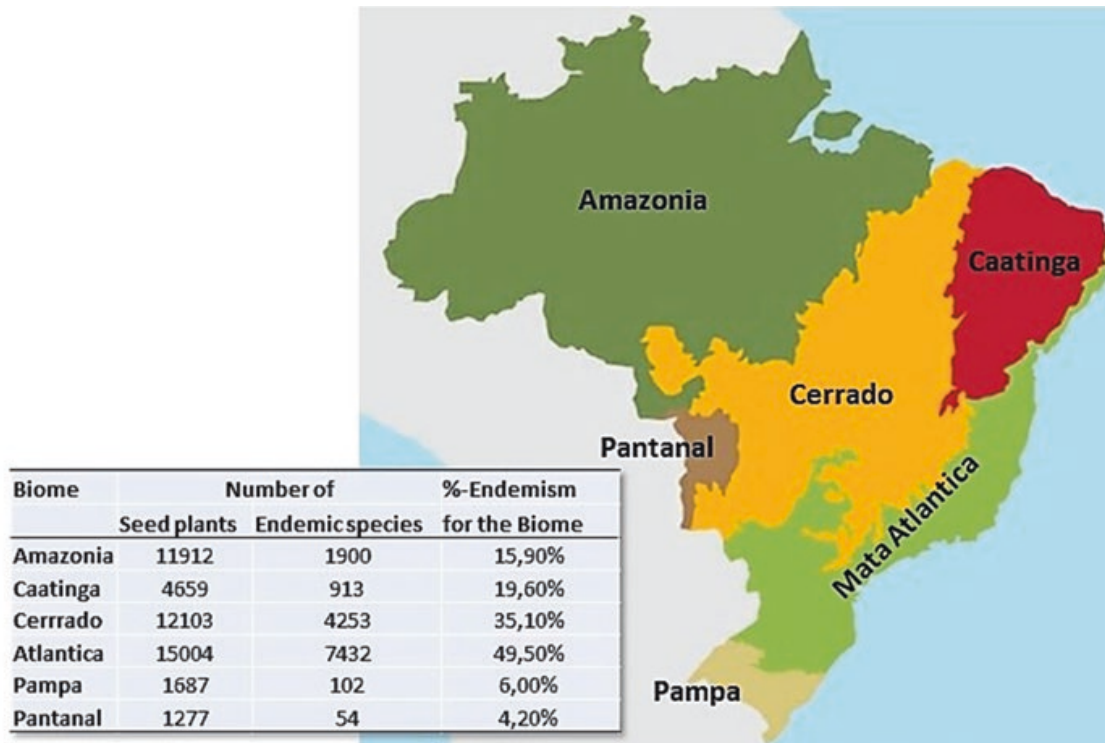 Amazonia
Caatinga
Cerrado
Pantanal
Mata Atlantica
Pampa
Biome Number of %-Endemism
Seed plants Endemic species for the Biome
Amazonia 11912 1900 15,90%
Caatinga 4659 913 19,60%
Cerrrado 12103 4253 35,10%
Atlantica 15004 7432 49,50%
Pampa 1687 102 6,00%
Pantanal 1277 54 4,20%